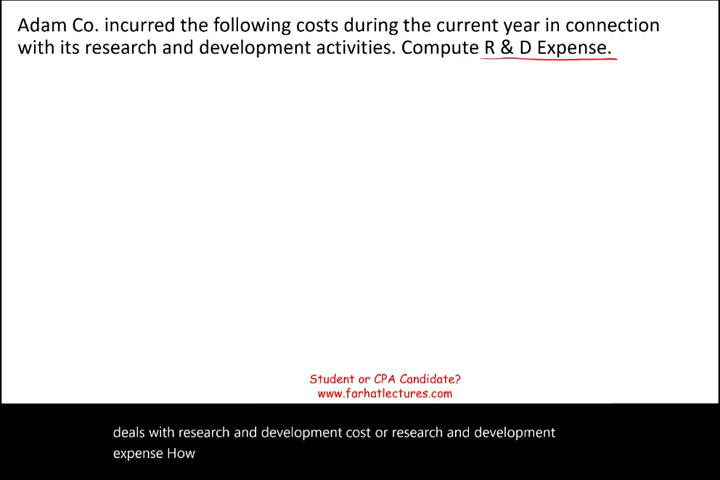 Adam Co. incurred the following costs during the current year in connection
with its research and development activities. Compute R & D Expense.
Student or CPA Candidate?
www.farhatlectures.com
deals with research and development cost or research and development
expense How